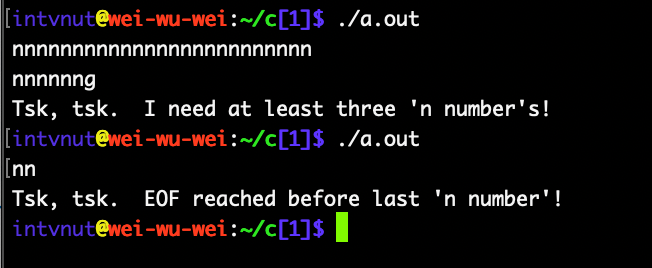 [intvnut@wei-wu-wei:~/c[1]$ ./a.out
nnnnnnnnnnnnnnnnnnnnnnnnn
nnnnnng
Tsk, tsk.  I need at least three 'n number's!
[intvnut@wei-wu-wei:~/c[1]$ ./a.out
[nn
Tsk, tsk.  EOF reached before last 'n number'!
intvnut@wei-wu-wei:~/c[1]$